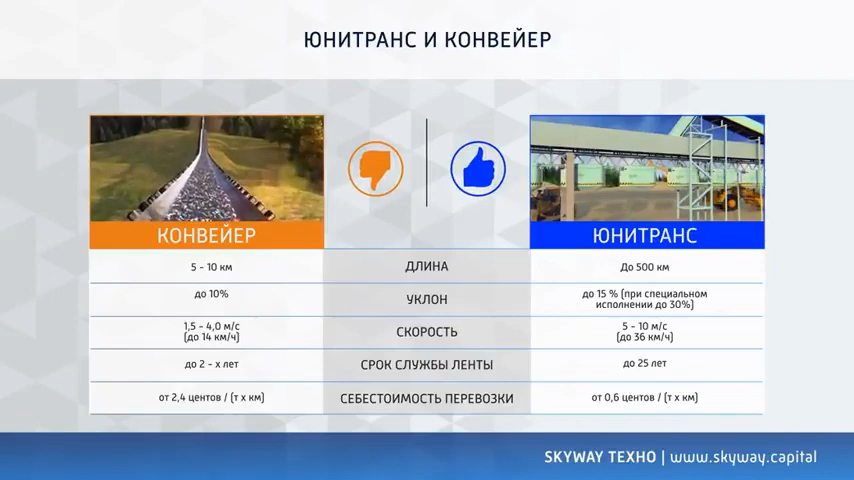 ЮНИТРАНС И КОНВЕЙЕР
КОНВЕЙЕР
ЮНИТРАНС
5 - 10 км
ДЛИНА
До 500 км
до 10%
УКЛОН
до 15 % (при специальном
исполнении до 30%)
1,5 - 4,0 м/с
(до 14 км/ч)
СКОРОСТЬ
5 - 10 м/с
(до 36 км/ч)
до 2 - х лет
СРОК СЛУЖБЫ ЛЕНТЫ
до 25 лет
от 2,4 центов / (т х км)
СЕБЕСТОИМОСТЬ ПЕРЕВОЗКИ
от 0,6 центов / (т х км)
SKYWAY ТЕХНО | www.skyway.capital